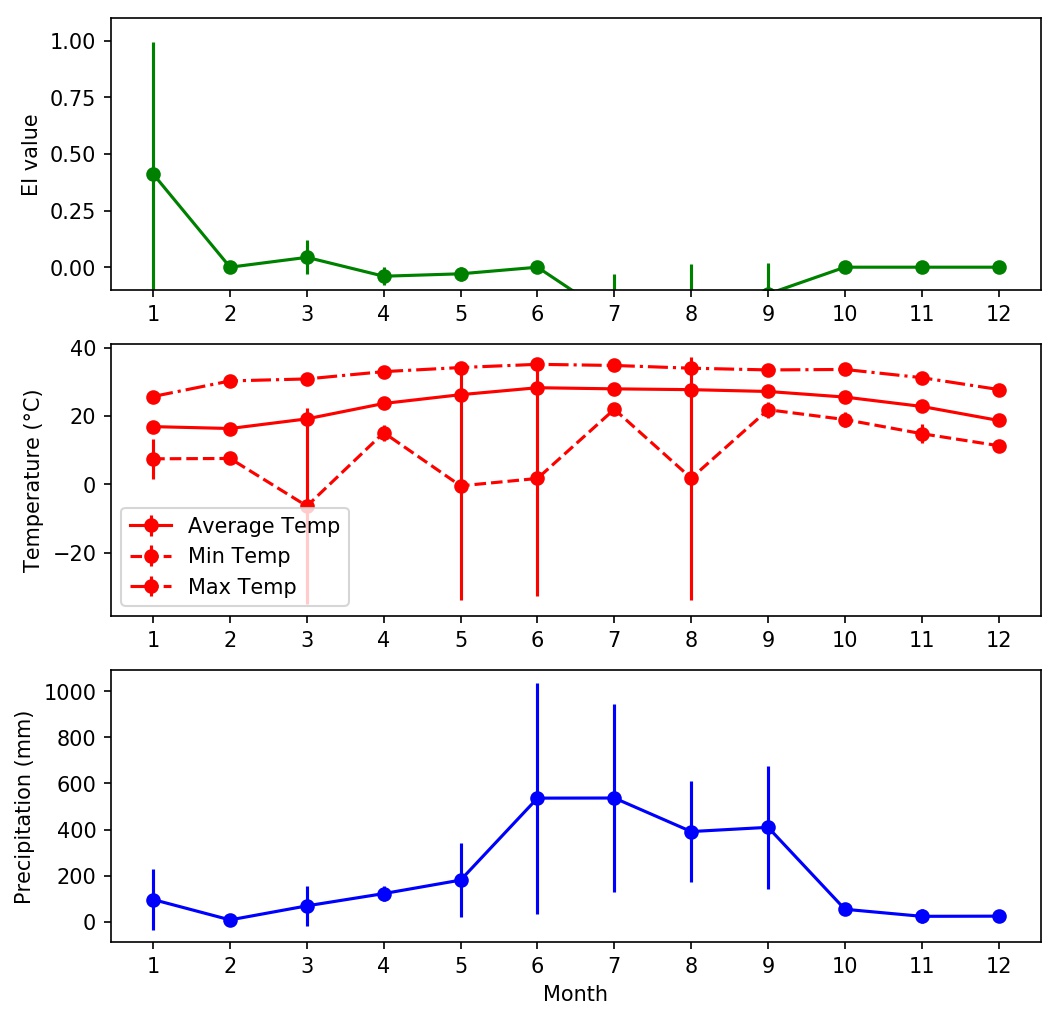 EI value
1.00
0.75
0.50
0.25
0.00
1 2 3 4 5 6 7 8 9 10 11 12
Temperature (°C)
40
20
0
−20
Average Temp
Min Temp
Max Temp
1 2 3 4 5 6 7 8 9 10 11 12
Precipitation (mm)
1000
800
600
400
200
0
1 2 3 4 5 6 7 8 9 10 11 12
Month